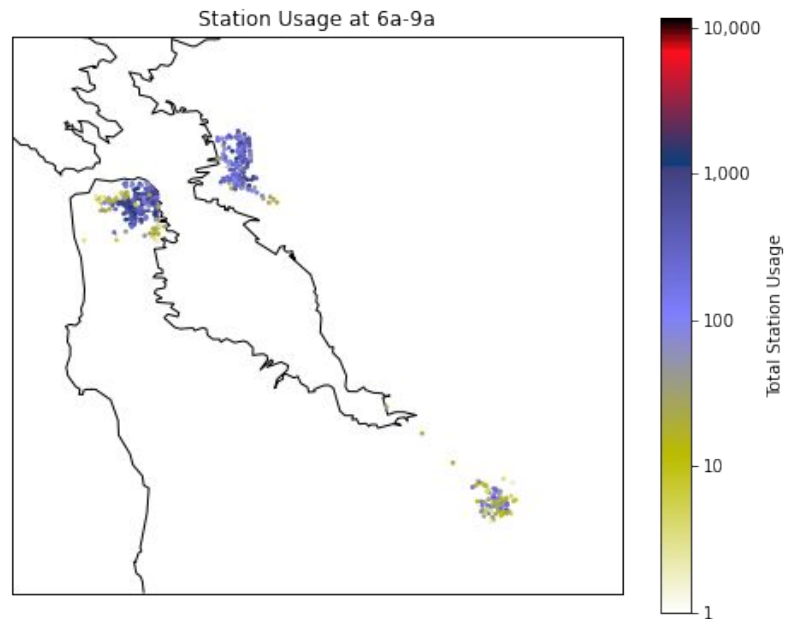 Station Usage at 6a-9a
10,000
1,000
100
10
1
Total Station Usage